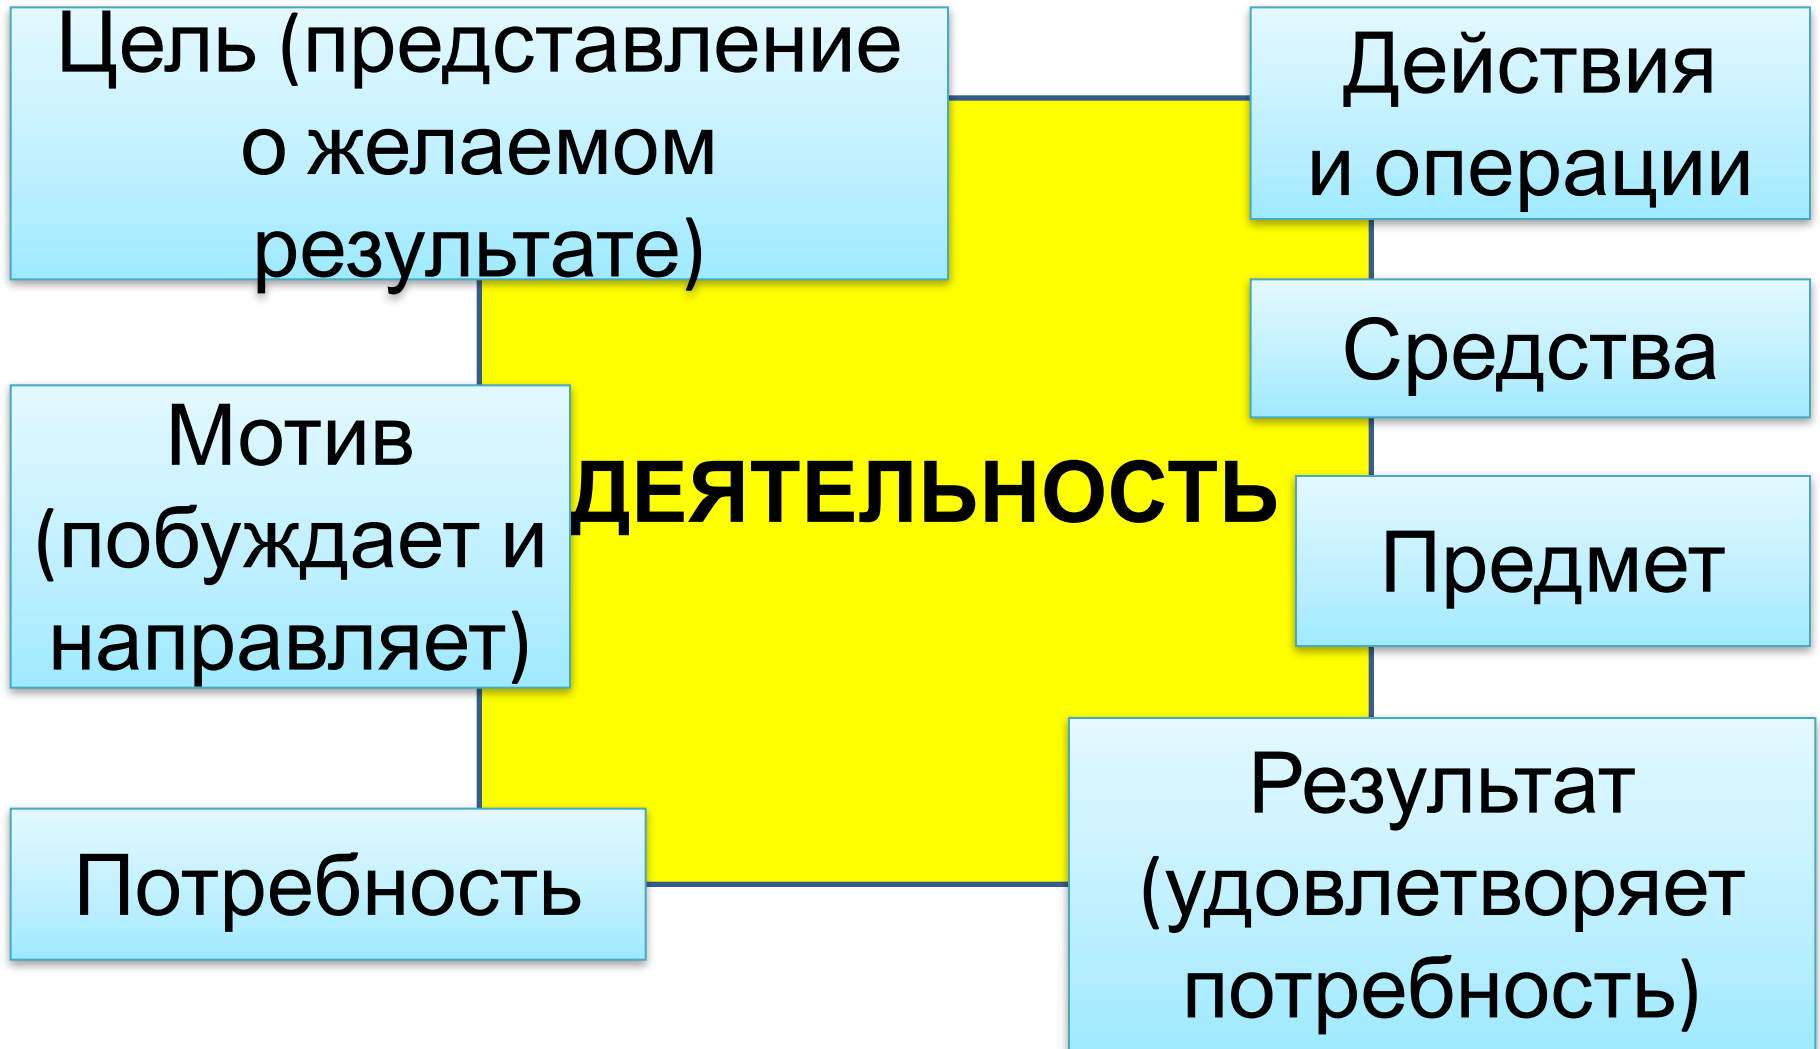 Цель (представление
о желаемом
результате)
Мотив
(побуждает и
направляет)
Потребность
ДЕЯТЕЛЬНОСТЬ
Действия
и операции
Средства
Предмет
Результат
(удовлетворяет
потребность)